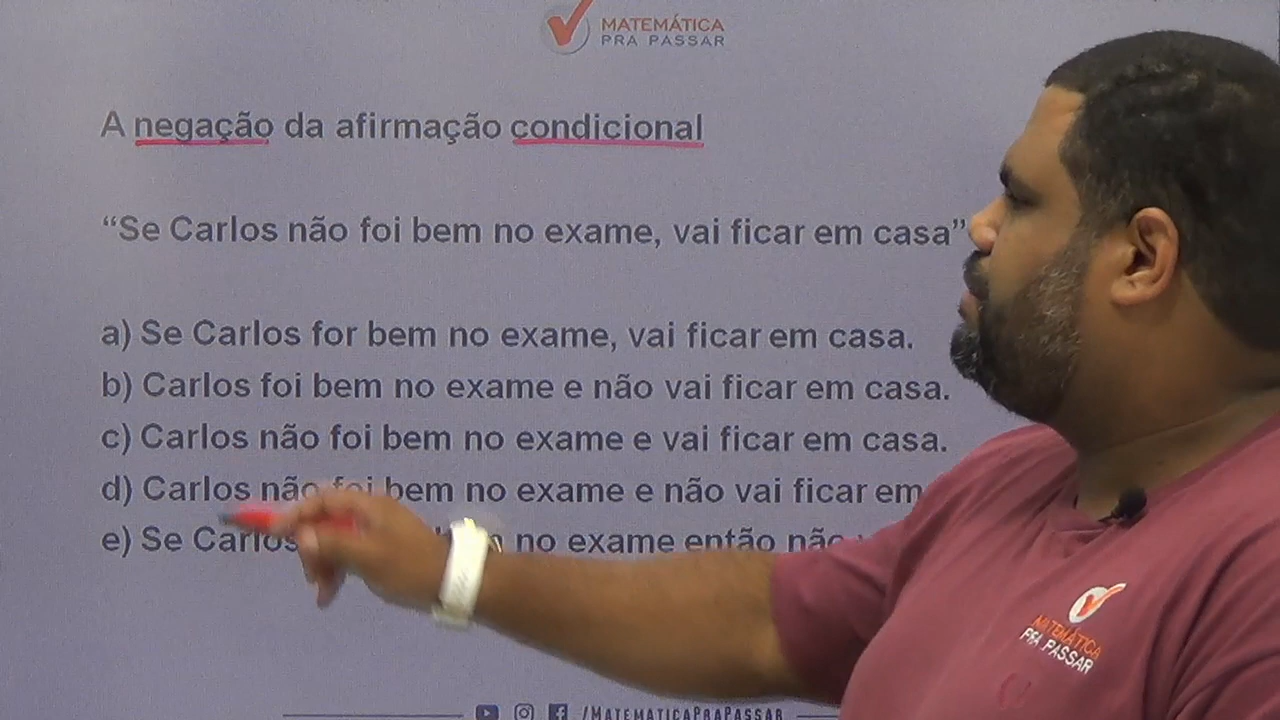 MATEMÁTICA
PRA PASSAR
A negação da afirmação condicional
“Se Carlos não foi bem no exame, vai ficar em casa”
a) Se Carlos for bem no exame, vai ficar em casa.
b) Carlos foi bem no exame e não vai ficar em casa.
c) Carlos não foi bem no exame e vai ficar em casa.
d) Carlos não foi bem no exame e não vai ficar em
e) Se Carlos no exame então não
MATEMÁTICA
PRA PASSAR
/MATEMATICAPRAPASSAR